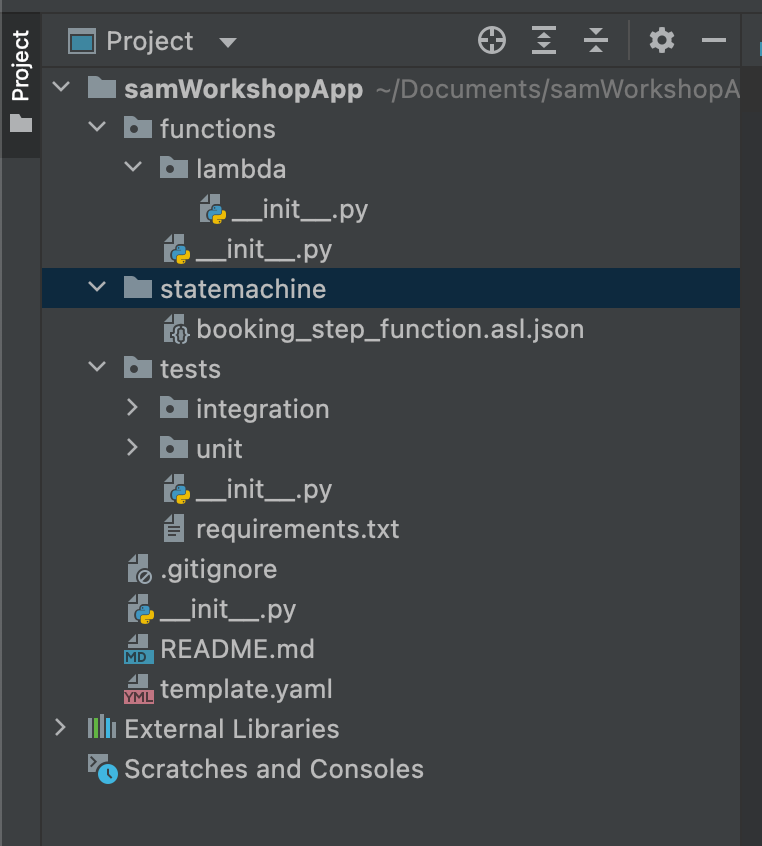 Project
Project
samWorkshopApp ~/Documents/samWorkshopA
functions
lambda
__init__.py
__init__.py
statemachine
booking_step_function.asl.json
tests
integration
unit
__init__.py
requirements.txt
.gitignore
__init__.py
MD README.md
YML template.yaml
External Libraries
Scratches and Consoles